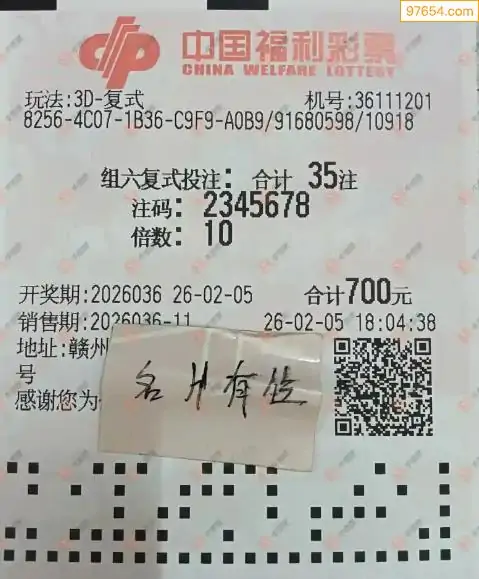 97654.com
中国福利彩票
CHINA WELFARE LOTTERY
玩法:3D-复式 机号:36111201
8256-4C07-1B36-C9F9-A0B9/91680598/10918
组六复式投注: 合计 35注
注码: 2345678
倍数: 10
开奖期:2026036 26-02-05 合计700元
销售期:2026036-11 26-02-05 18:04:38
地址:赣州
号
感谢您为
名片有位